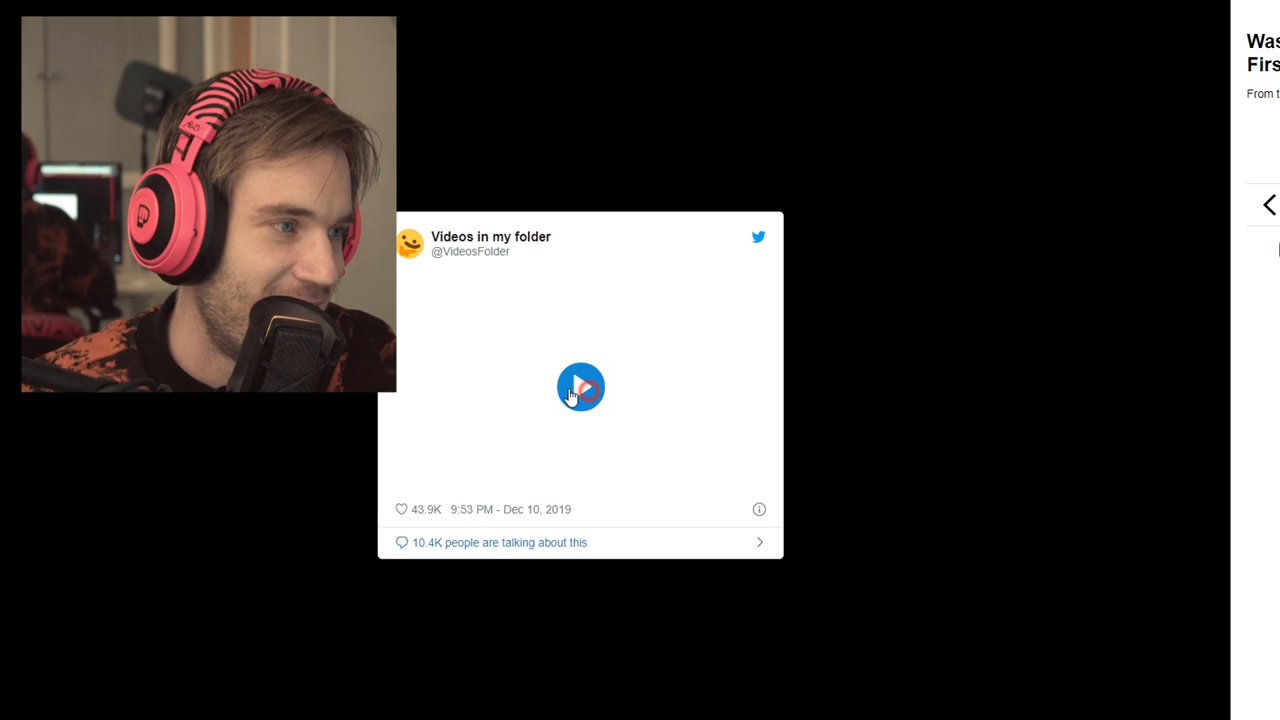 Videos in my folder
@VideosFolder
43.9K 9:53 PM - Dec 10, 2019
10.4K people are talking about this
Was
Firs
From t